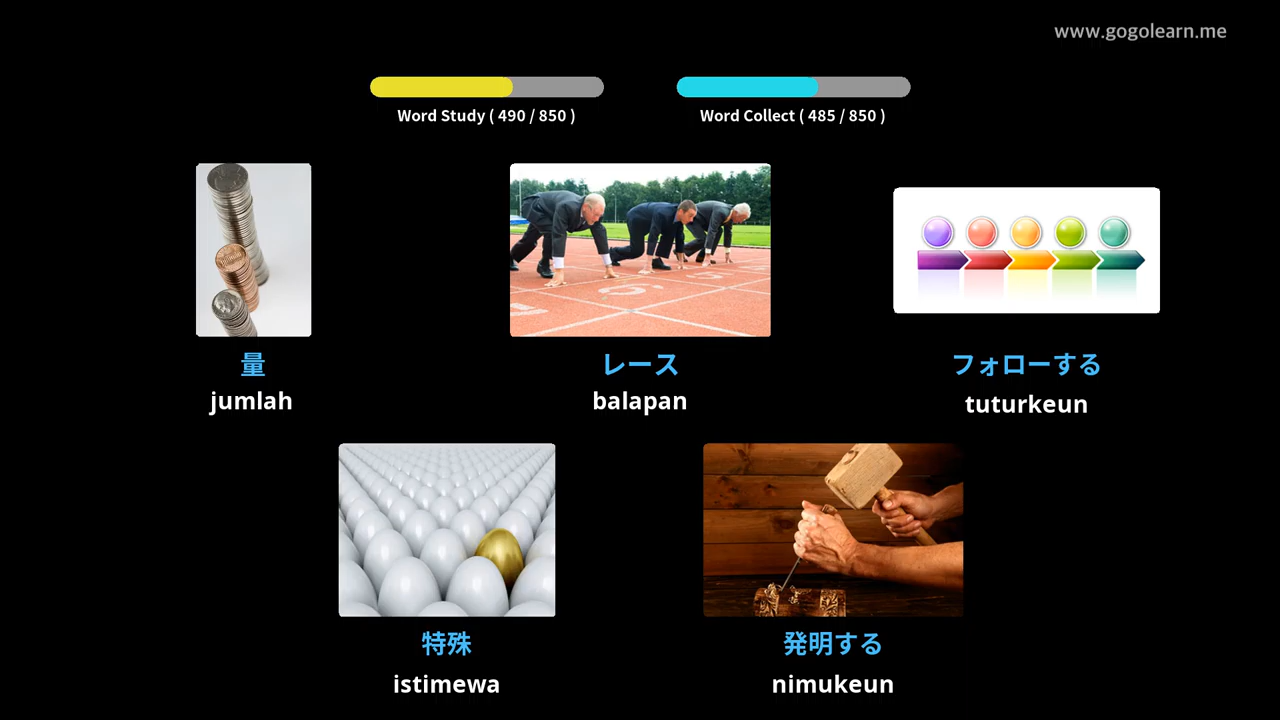 www.gogolearn.me
Word Study ( 490 / 850 )
Word Collect ( 485 / 850 )
量
jumlah
レース
balapan
フォローする
tuturkeun
特殊
istimewa
発明する
nimukeun